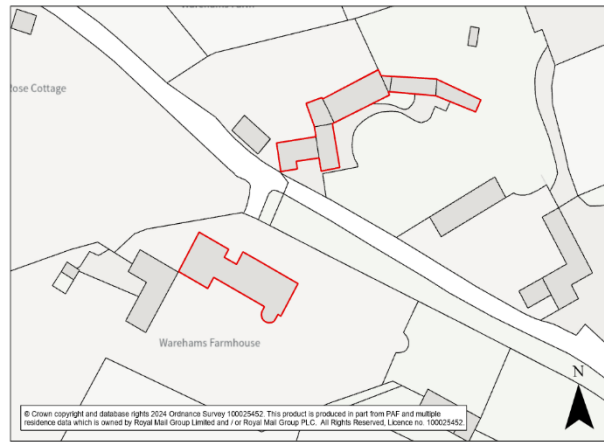 Warehams Farm
Rose Cottage
Warehams Farmhouse
N
© Crown copyright and database rights 2024 Ordnance Survey 100025452. This product is produced in part from PAF and multiple
residence data which is owned by Royal Mail Group Limited and / or Royal Mail Group PLC. All Rights Reserved, Licence no. 100025452.